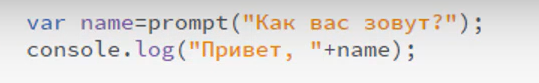 var name=prompt("Как вас зовут?");
console.log("Привет, "+name);